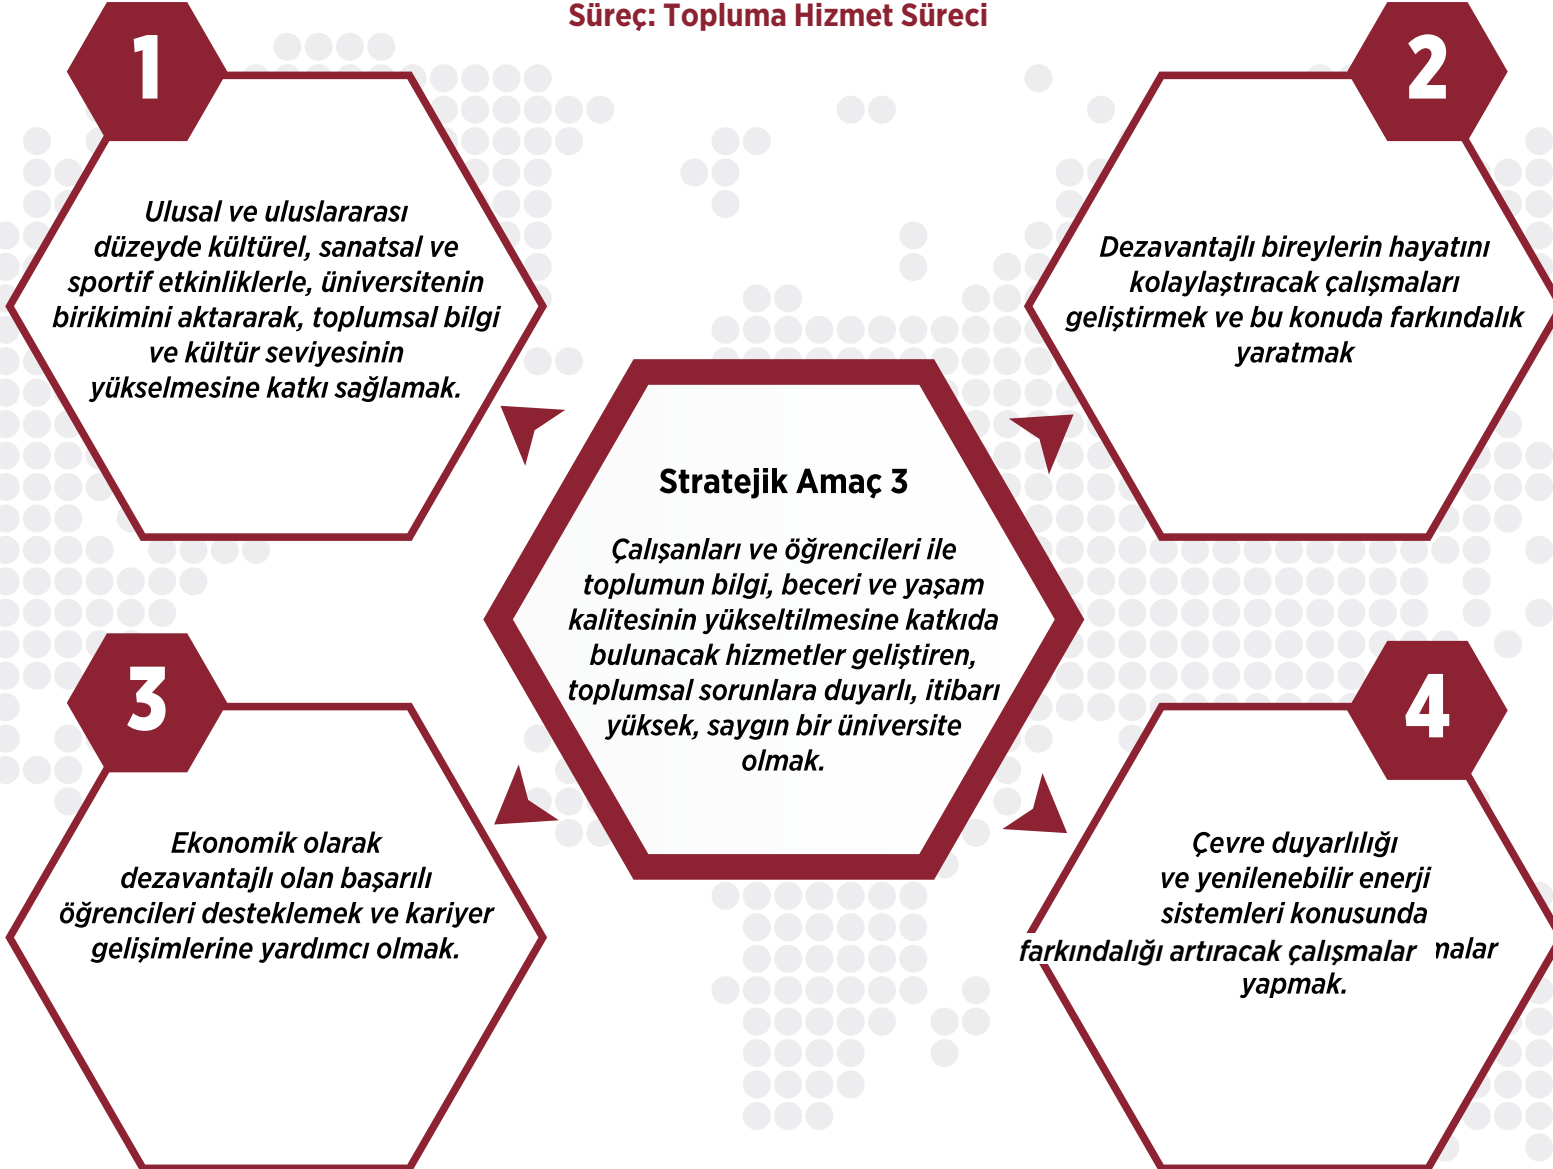 Süreç: Topluma Hizmet Süreci
1
Ulusal ve uluslararası
düzeyde kültürel, sanatsal ve
sportif etkinliklerle, üniversitenin
birikimini aktararak, toplumsal bilgi
ve kültür seviyesinin
yükselmesine katkı sağlamak.
2
Dezavantajlı bireylerin hayatını
kolaylaştıracak çalışmaları
geliştirmek ve bu konuda farkındalık
yaratmak
Stratejik Amaç 3
Çalışanları ve öğrencileri ile
toplumun bilgi, beceri ve yaşam
kalitesinin yükseltilmesine katkıda
bulunacak hizmetler geliştiren,
toplumsal sorunlara duyarlı, itibarı
yüksek, saygın bir üniversite
olmak.
3
Ekonomik olarak
dezavantajlı olan başarılı
öğrencileri desteklemek ve kariyer
gelişimlerine yardımcı olmak.
4
Çevre duyarlılığı
ve yenilenebilir enerji
sistemleri konusunda
farkındalığı artıracak çalışmalar malar
yapmak.